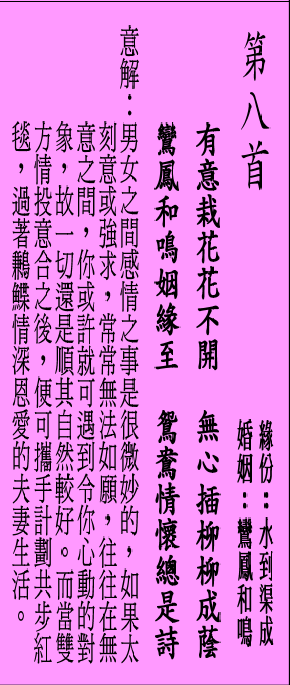 第八首
緣份：水到渠成
婚姻：鸞鳳和鳴
有意栽花花不開　無心插柳柳成蔭
鸞鳳和鳴姻緣至　鴛鴦情懷總是詩
意解：男女之間感情之事是很微妙的，如果太
刻意或強求，常常無法如願，往往在無
意之間，你或許就可遇到令你心動的對
象，故一切還是順其自然較好。而當雙
方情投意合之後，便可攜手計劃共步紅
毯，過著鶼鰈情深恩愛的夫妻生活。